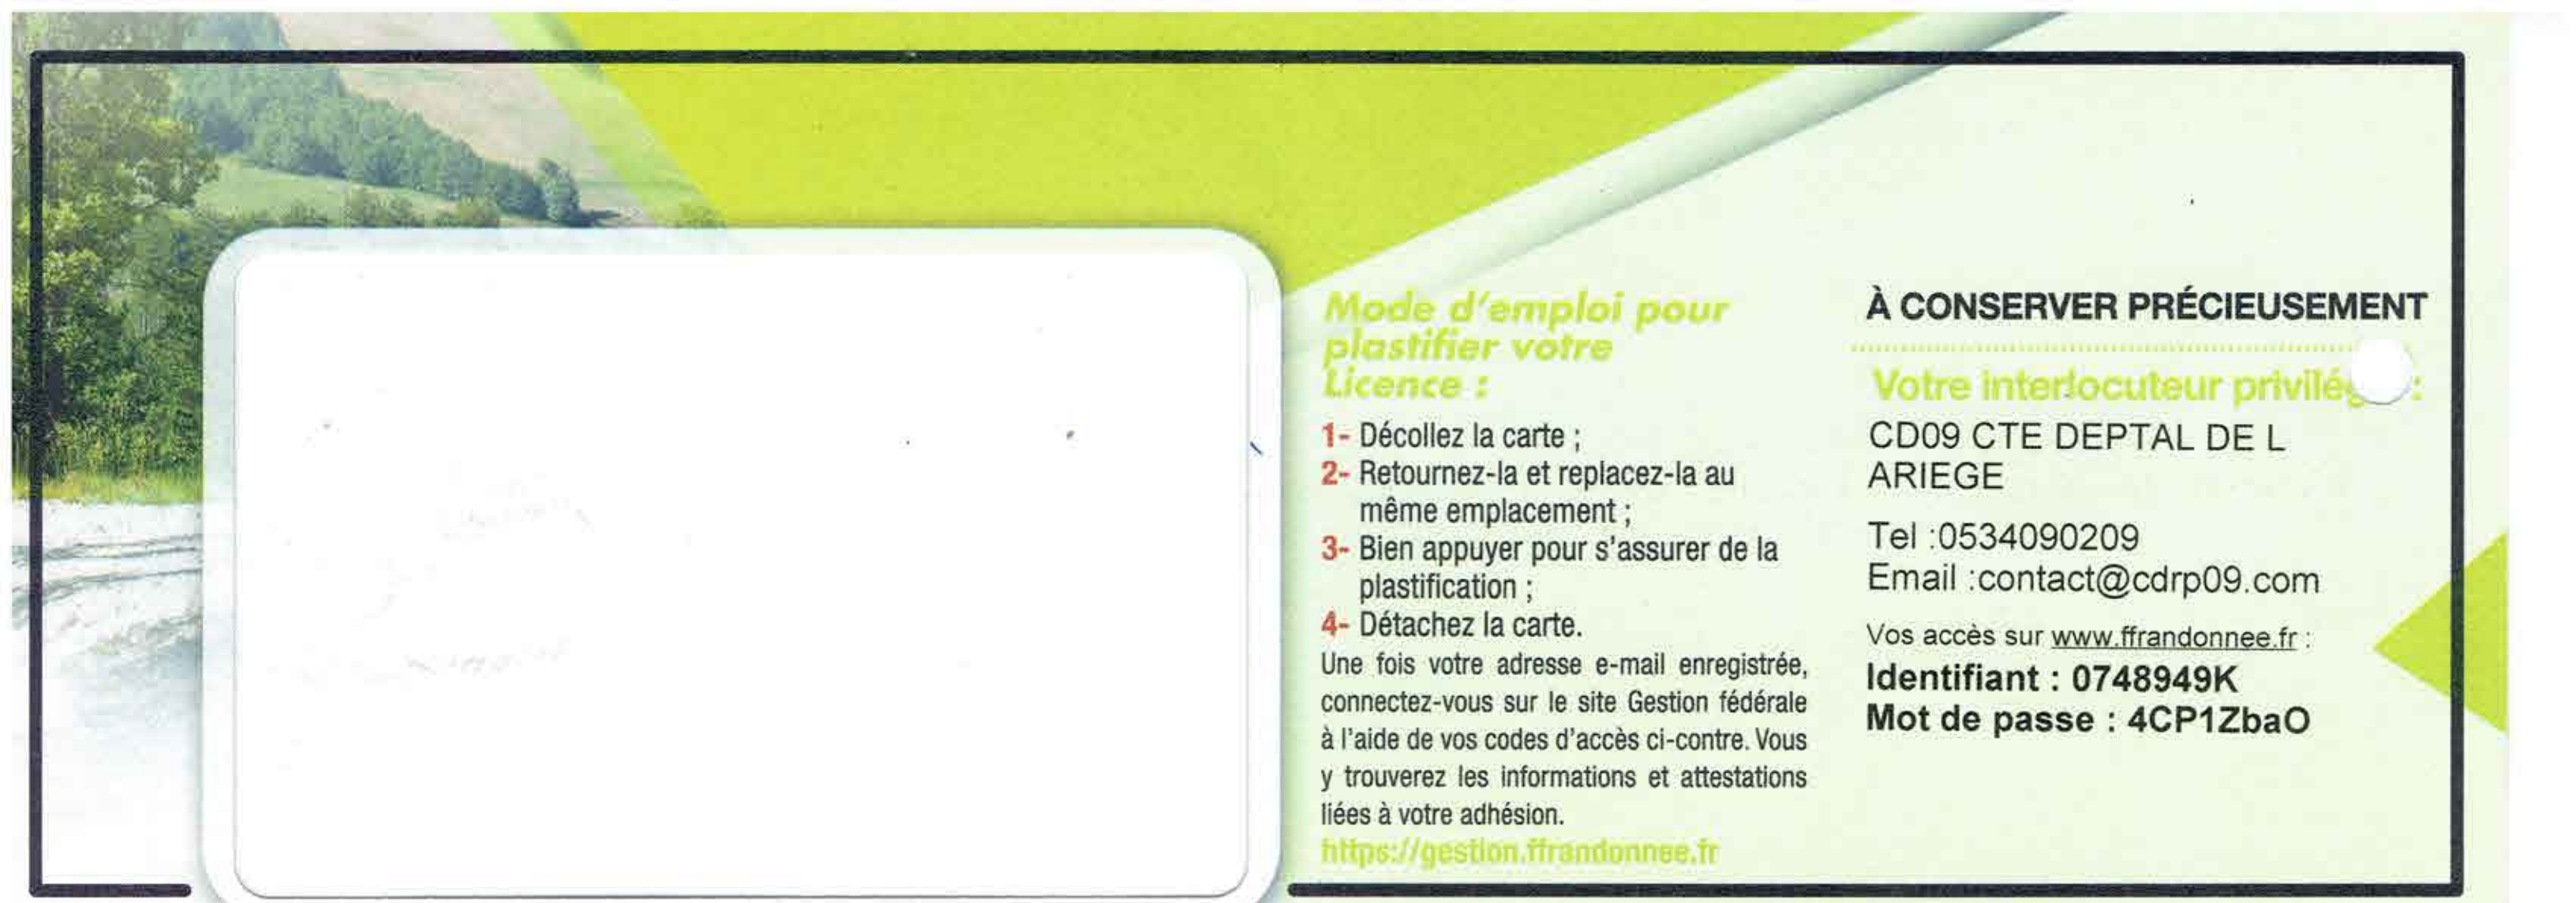 Mode d'emploi pour
plastifier votre
Licence :
1- Décollez la carte ;
2- Retournez-la et replacez-la au
même emplacement ;
3- Bien appuyer pour s'assurer de la
plastification ;
4- Détachez la carte.
Une fois votre adresse e-mail enregistrée,
connectez-vous sur le site Gestion fédérale
à l'aide de vos codes d'accès ci-contre. Vous
y trouverez les informations et attestations
liées à votre adhésion.
https://gestion.ffrandonnee.fr
À CONSERVER PRÉCIEUSEMENT
Votre interlocuteur :
CD09 CTE DEPTAL DE L
ARIEGE
Tel :0534090209
Email :contact@cdrp09.com
Vos accès sur www.ffrandonnee.fr :
Identifiant : 0748949K
Mot de passe : 4CP1ZbaO